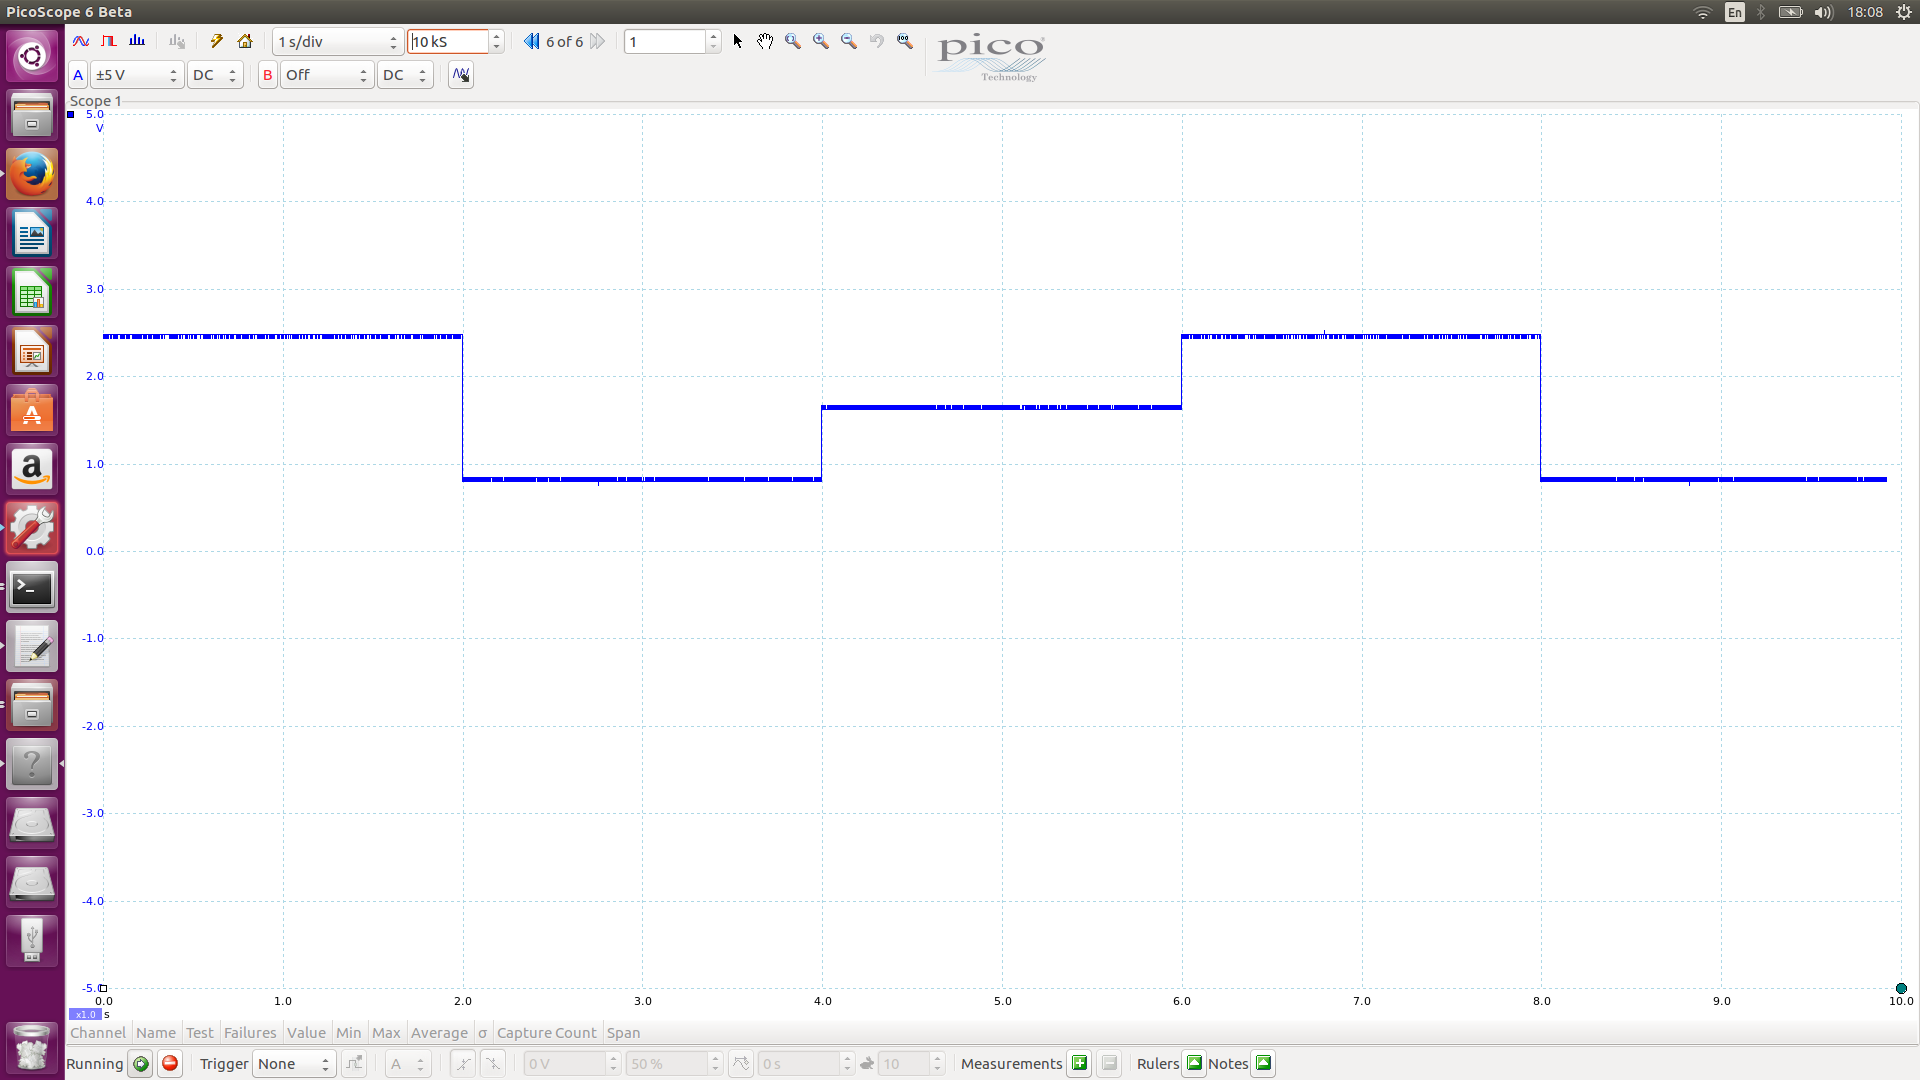 PicoScope 6 Beta
En
18:08
1 s/div
10 kS
6 of 6
1
pico
Technology
A
±5 V
DC
B
Off
DC
Scope 1
5.0
V
4.0
3.0
2.0
1.0
0.0
-1.0
-2.0
-3.0
-4.0
-5.0
0.0 1.0 2.0 3.0 4.0 5.0 6.0 7.0 8.0 9.0 10.0
x1.0 s
Channel Name Test Failures Value Min Max Average σ Capture Count Span
Running Trigger None A 0 V 50 % 0 s 10 Measurements Rulers Notes